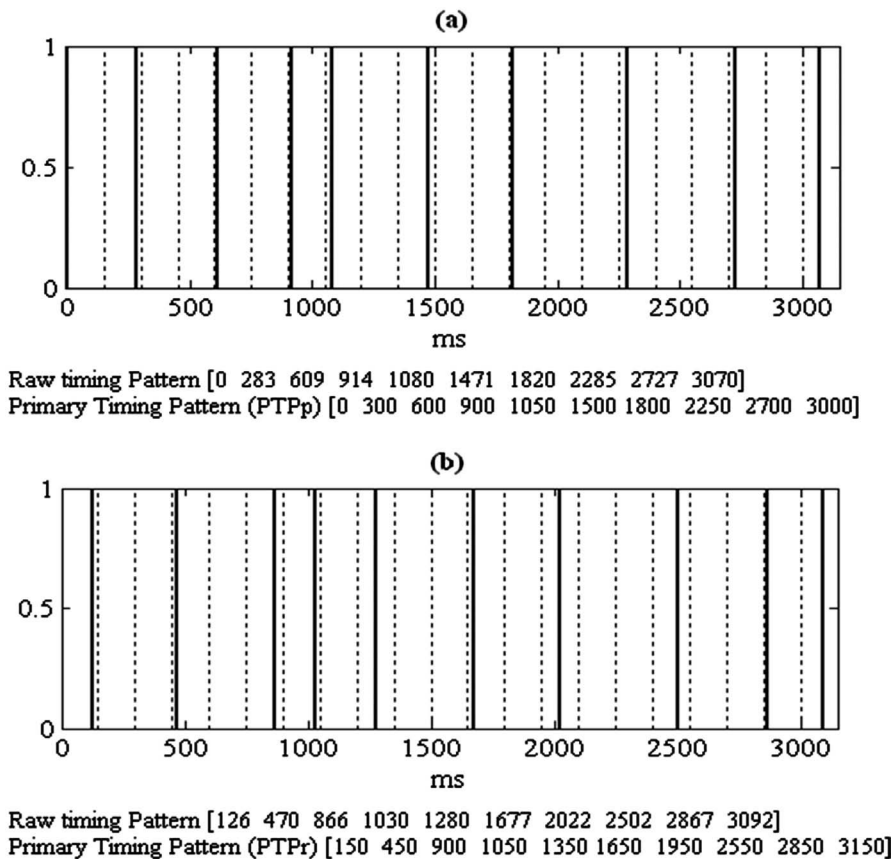 (a)
1
0.5
0
0 500 1000 1500 2000 2500 3000
ms
Raw timing Pattern [0 283 609 914 1080 1471 1820 2285 2727 3070]
Primary Timing Pattern (PTPp) [0 300 600 900 1050 1500 1800 2250 2700 3000]
(b)
1
0.5
0
0 500 1000 1500 2000 2500 3000
ms
Raw timing Pattern [126 470 866 1030 1280 1677 2022 2502 2867 3092]
Primary Timing Pattern (PTPr) [150 450 900 1050 1350 1650 1950 2550 2850 3150]